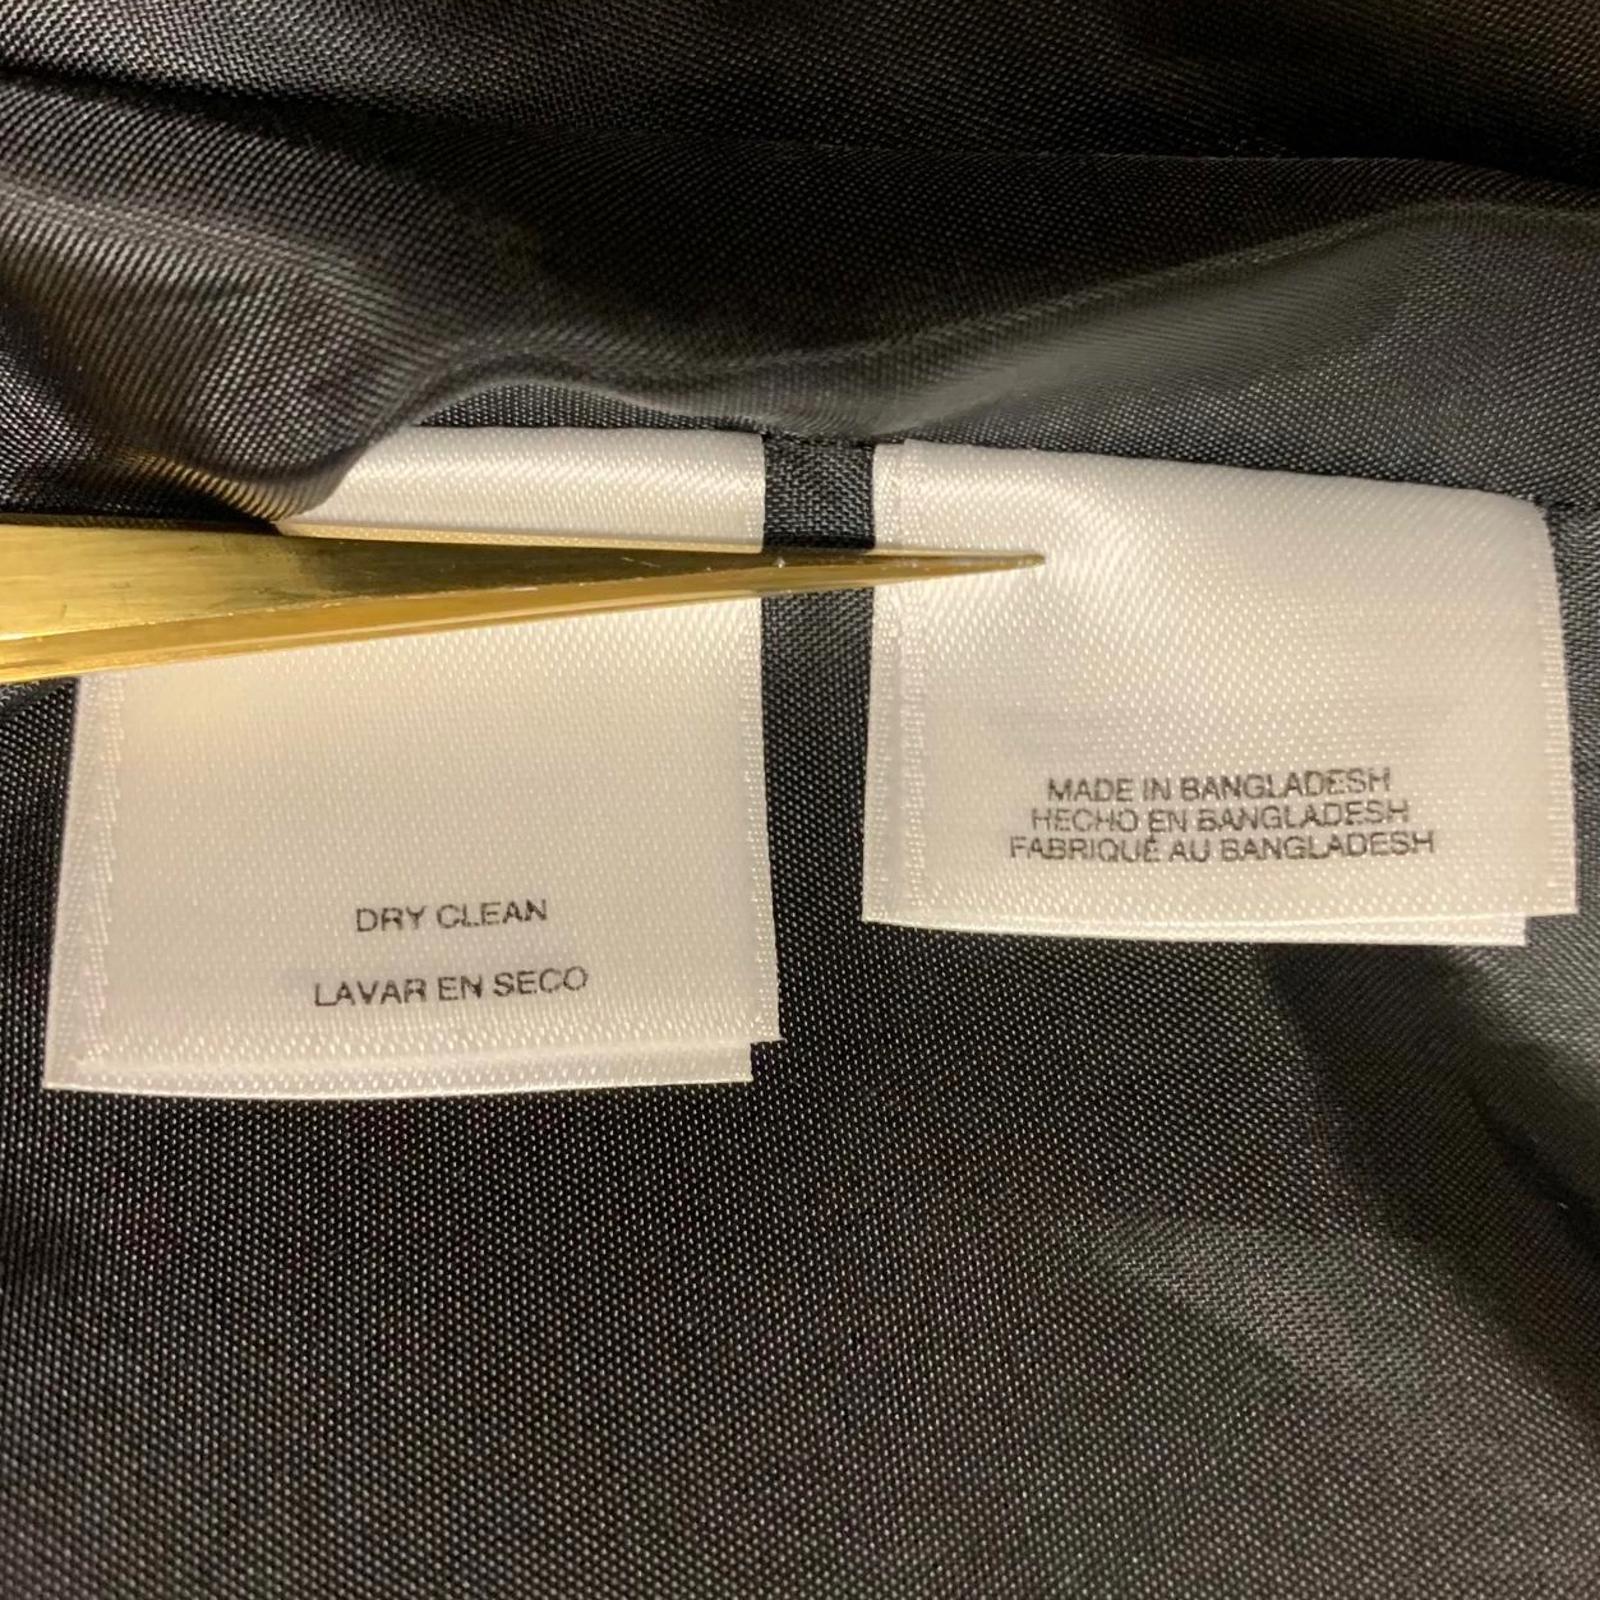 DRY CLEAN
LAVAR EN SECO
MADE IN BANGLADESH
HECHO EN BANGLADESH
FABRIQUÉ AU BANGLADESH